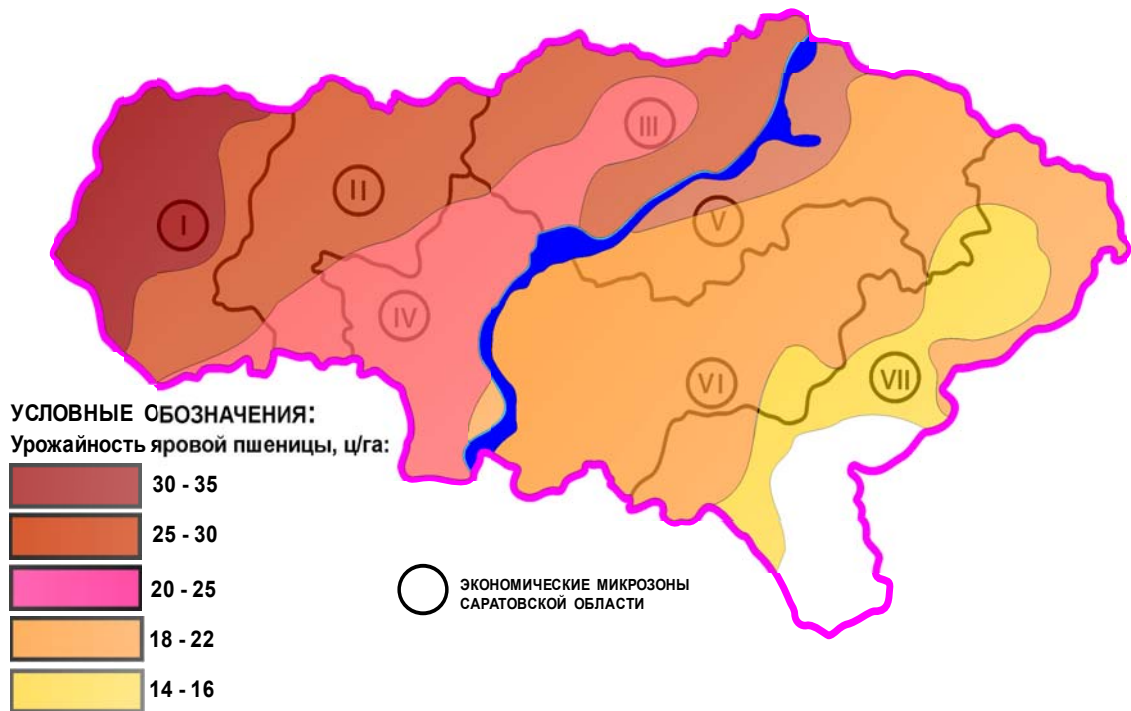 III
II
I
V
IV
VI
VII
УСЛОВНЫЕ ОБОЗНАЧЕНИЯ:
Урожайность яровой пшеницы, ц/га:
30 - 35
25 - 30
20 - 25
18 - 22
14 - 16
ЭКОНОМИЧЕСКИЕ МИКРОЗОНЫ
САРАТОВСКОЙ ОБЛАСТИ